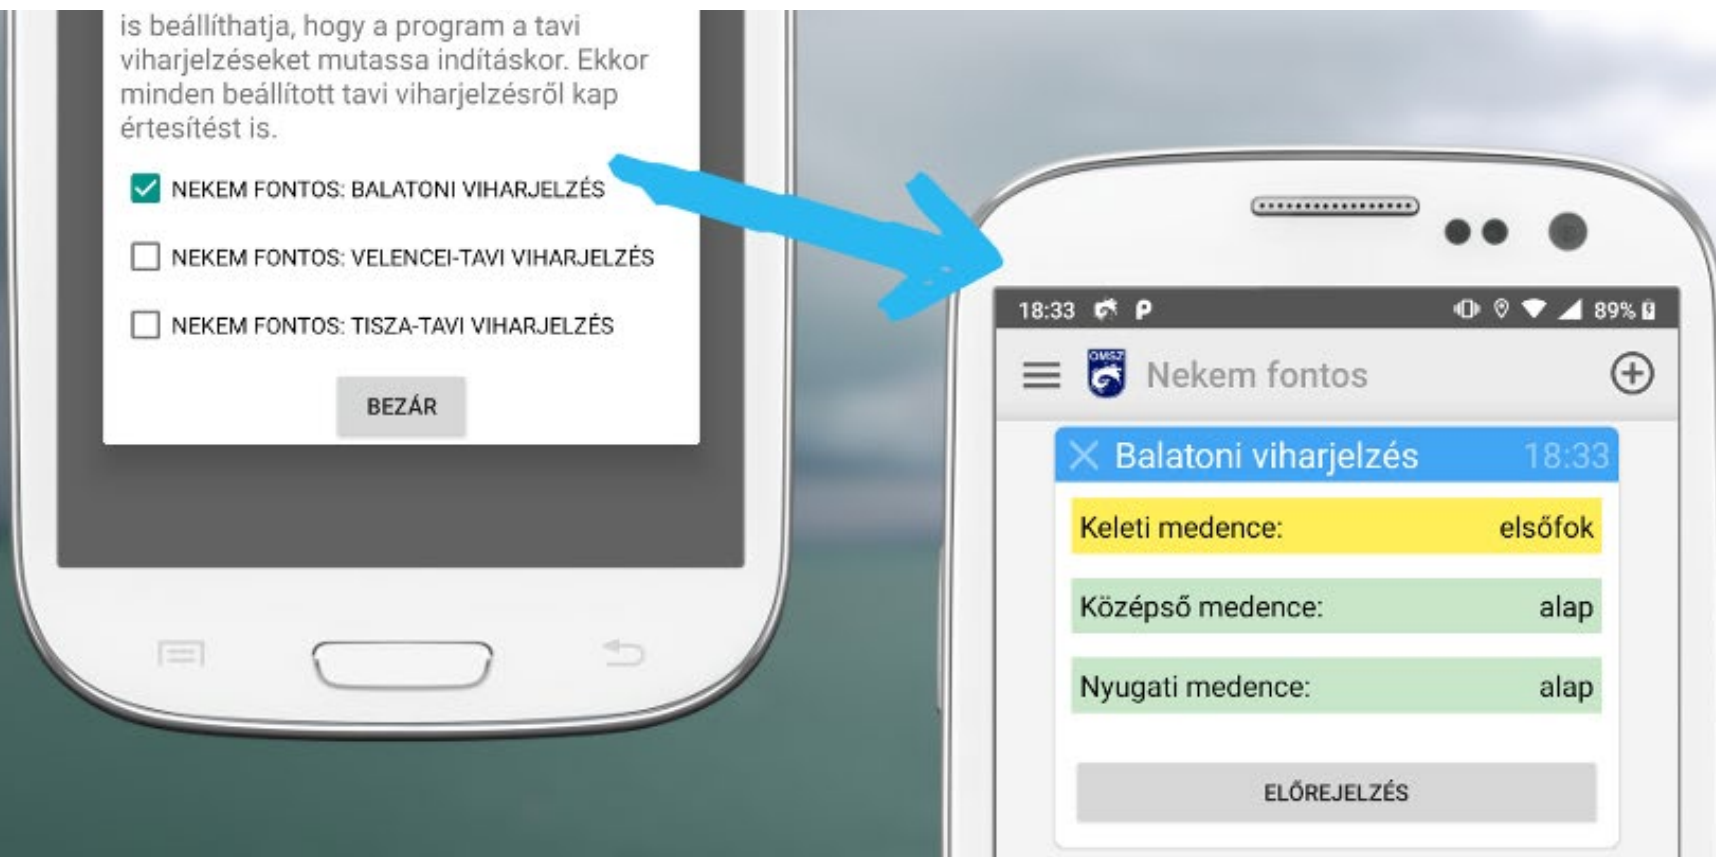 is beállíthatja, hogy a program a tavi
viharjelzéseket mutassa indításkor. Ekkor
minden beállított tavi viharjelzésről kap
értesítést is.
NEKEM FONTOS: BALATONI VIHARJELZÉS
NEKEM FONTOS: VELENCEI-TAVI VIHARJELZÉS
NEKEM FONTOS: TISZA-TAVI VIHARJELZÉS
BEZÁR
18:33 P 89%
OMSZ
Nekem fontos
Balatoni viharjelzés 18:33
Keleti medence: elsőfok
Középső medence: alap
Nyugati medence: alap
ELŐREJELZÉS